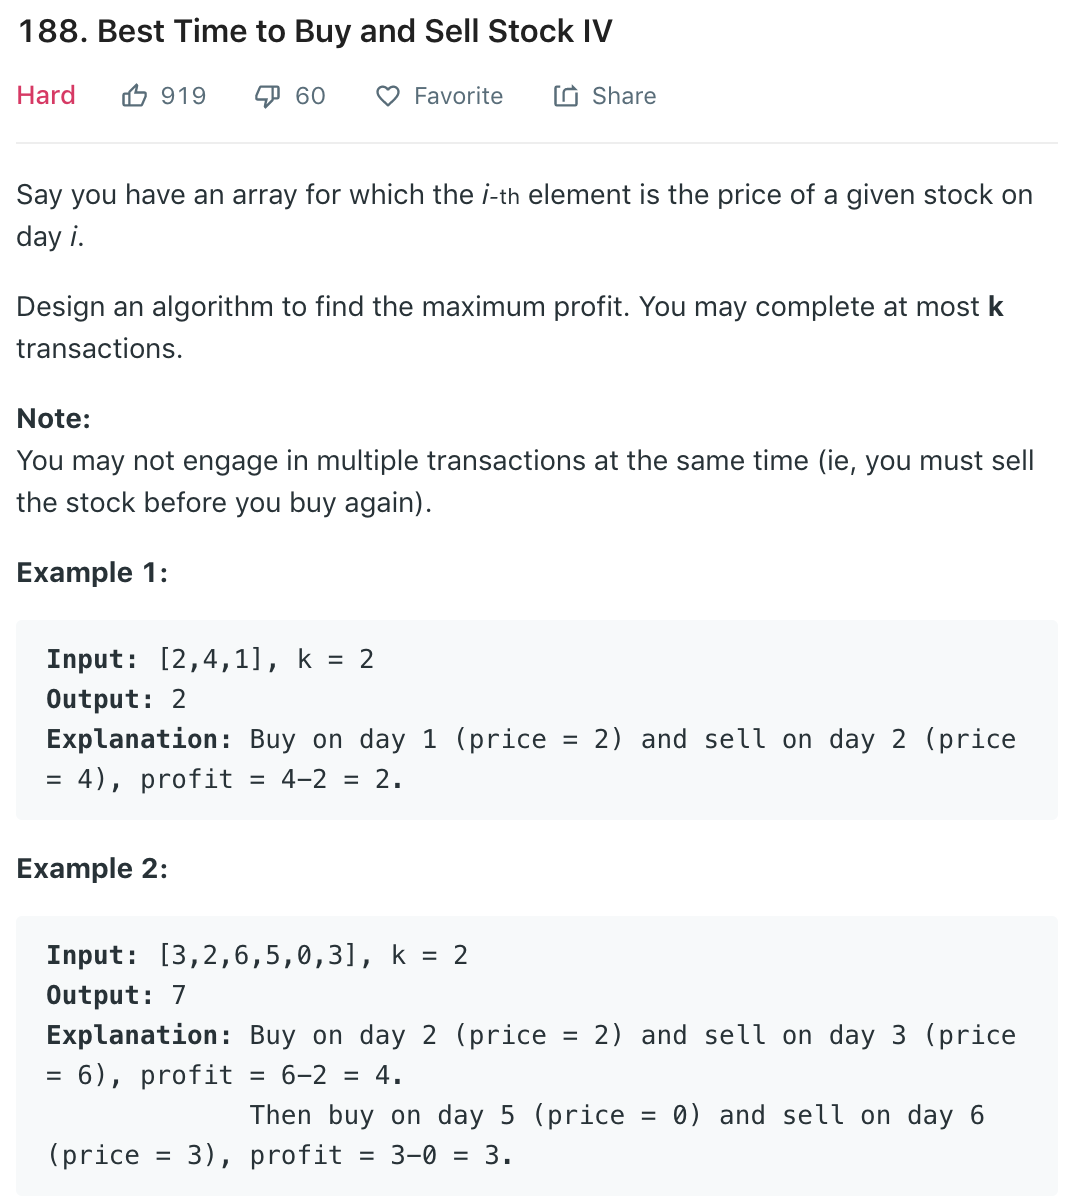 188. Best Time to Buy and Sell Stock IV
Hard 919 60 Favorite Share
Say you have an array for which the i-th element is the price of a given stock on
day i.
Design an algorithm to find the maximum profit. You may complete at most k
transactions.
Note:
You may not engage in multiple transactions at the same time (ie, you must sell
the stock before you buy again).
Example 1:
Input: [2,4,1], k = 2
Output: 2
Explanation: Buy on day 1 (price = 2) and sell on day 2 (price
= 4), profit = 4-2 = 2.
Example 2:
Input: [3,2,6,5,0,3], k = 2
Output: 7
Explanation: Buy on day 2 (price = 2) and sell on day 3 (price
= 6), profit = 6-2 = 4.
Then buy on day 5 (price = 0) and sell on day 6
(price = 3), profit = 3-0 = 3.